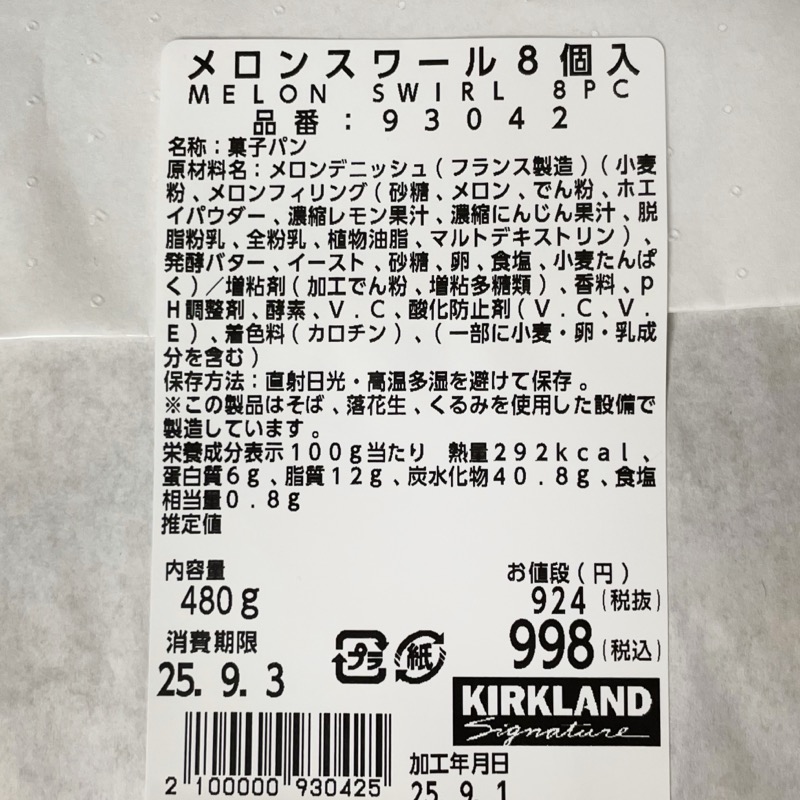 メロンスワール8個入
MELON SWIRL 8PC
品番:93042
名称:菓子パン
原材料名:メロンデニッシュ(フランス製造)(小麦
粉、メロンフィリング(砂糖、メロン、でん粉、ホエ
イパウダー、濃縮レモン果汁、濃縮にんじん果汁、脱
脂粉乳、全粉乳、植物油脂、マルトデキストリン)、
発酵バター、イースト、砂糖、卵、食塩、小麦たんぱ
く)/増粘剤(加工でん粉、増粘多糖類)、香料、p
H調整剤、酵素、V.C、酸化防止剤(V.C、V.
E)、着色料(カロチン)、(一部に小麦・卵・乳成
分を含む)
保存方法:直射日光・高温多湿を避けて保存。
※この製品はそば、落花生、くるみを使用した設備で
製造しています。
栄養成分表示100g当たり 熱量292kcal、
蛋白質6g、脂質12g、炭水化物40.8g、食塩
相当量0.8g
推定値
内容量
480g
お値段(円)
924(税抜)
998(税込)
消費期限
25.9.3
プラ
紙
KIRKLAND
Signature
2 100000 930425
加工年月日
25.9.1